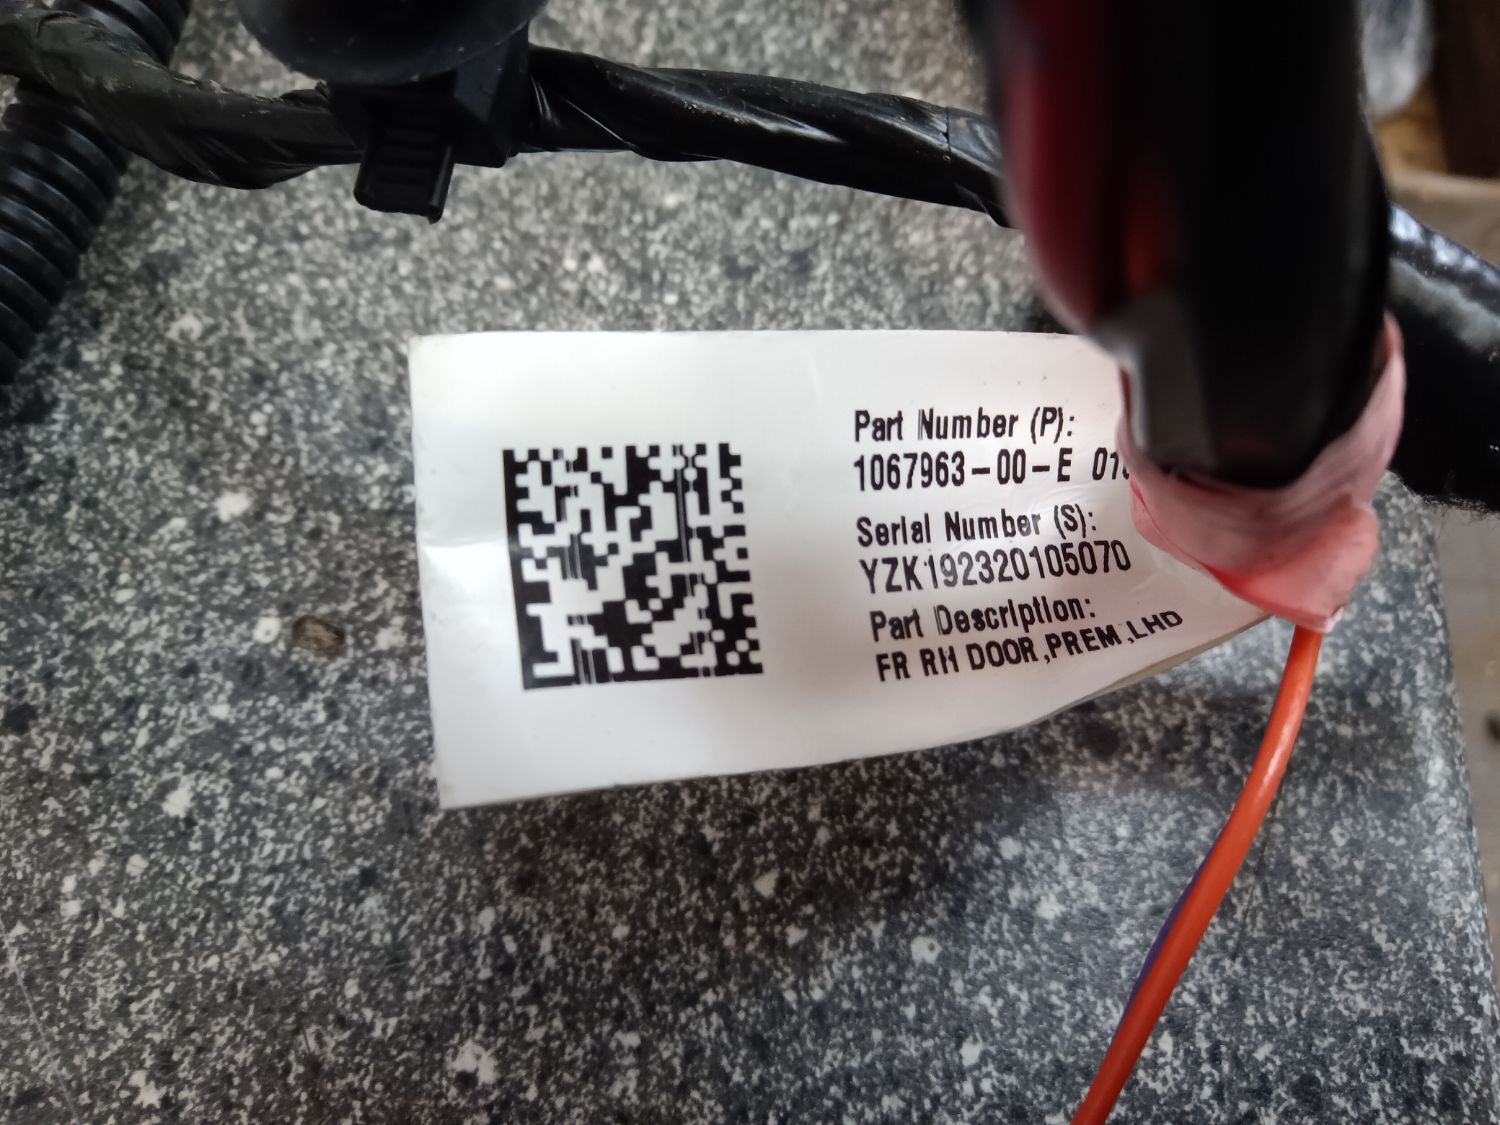 Part Number (P):
1067963-00-E
Serial Number (S):
YZK192320105070
Part Description:
FR RH DOOR,PREM,LHD